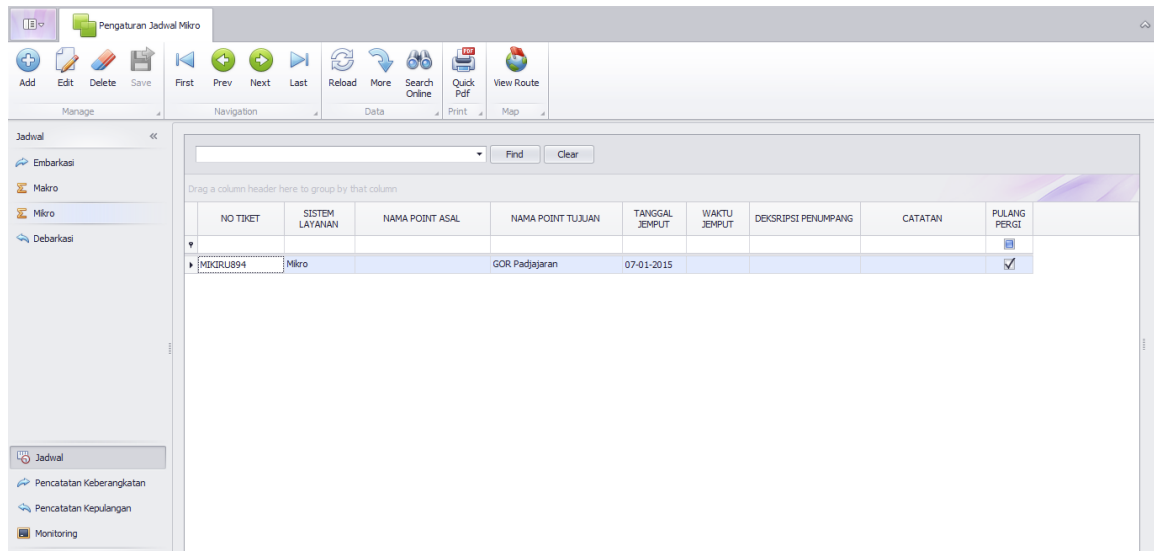 Pengaturan Jadwal Mikro
Add Edit Delete Save First Prev Next Last Reload More Search Online Quick Pdf View Route
Manage Navigation Data Print Map
Jadwal
Embarkasi
Makro
Mikro
Debarkasi
Find Clear
Drag a column header here to group by that column
NO TIKET SISTEM LAYANAN NAMA POINT ASAL NAMA POINT TUJUAN TANGGAL JEMPUT WAKTU JEMPUT DEKSRIPSI PENUMPANG CATATAN PULANG PERGI
MIKIRU894 Mikro GOR Padjajaran 07-01-2015
Jadwal
Pencatatan Keberangkatan
Pencatatan Kepulangan
Monitoring